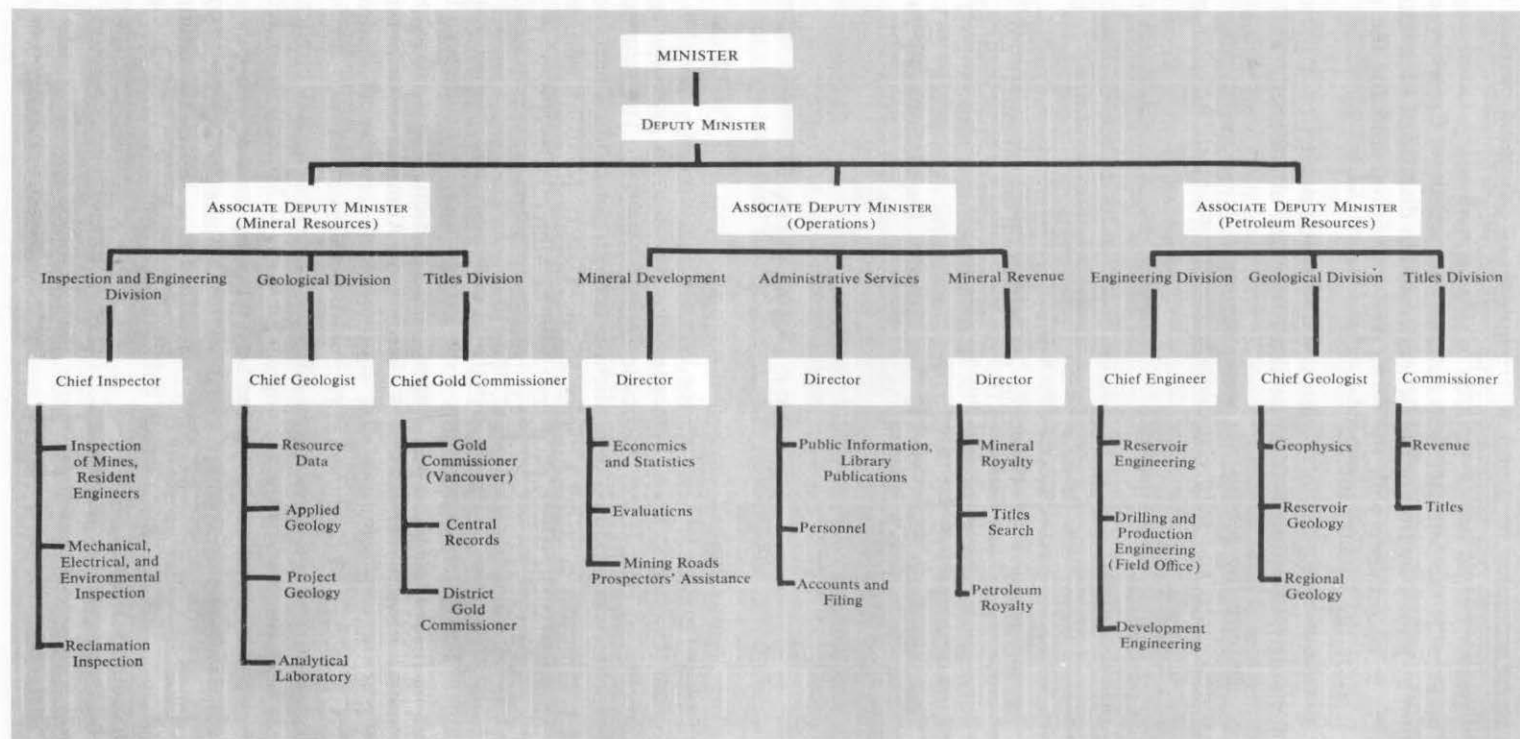 MINISTER
DEPUTY MINISTER
ASSOCIATE DEPUTY MINISTER
(Mineral Resources)
ASSOCIATE DEPUTY MINISTER
(Operations)
ASSOCIATE DEPUTY MINISTER
(Petroleum Resources)
Inspection and Engineering
Division
Geological Division
Titles Division
Mineral Development
Administrative Services
Mineral Revenue
Engineering Division
Geological Division
Titles Division
Chief Inspector
Chief Geologist
Chief Gold Commissioner
Director
Director
Director
Chief Engineer
Chief Geologist
Commissioner
Inspection
of Mines,
Resident
Engineers
Mechanical,
Electrical, and
Environmental
Inspection
Reclamation
Inspection
Resource
Data
Applied
Geology
Project
Geology
Analytical
Laboratory
Gold
Commissioner
(Vancouver)
Central
Records
District
Gold
Commissioner
Economics
and Statistics
Evaluations
Mining Roads
Prospectors' Assistance
Public Information,
Library
Publications
Personnel
Accounts and
Filing
Mineral
Royalty
Titles
Search
Petroleum
Royalty
Reservoir
Engineering
Drilling and
Production
Engineering
(Field Office)
Development
Engineering
Geophysics
Reservoir
Geology
Regional
Geology
Revenue
Titles